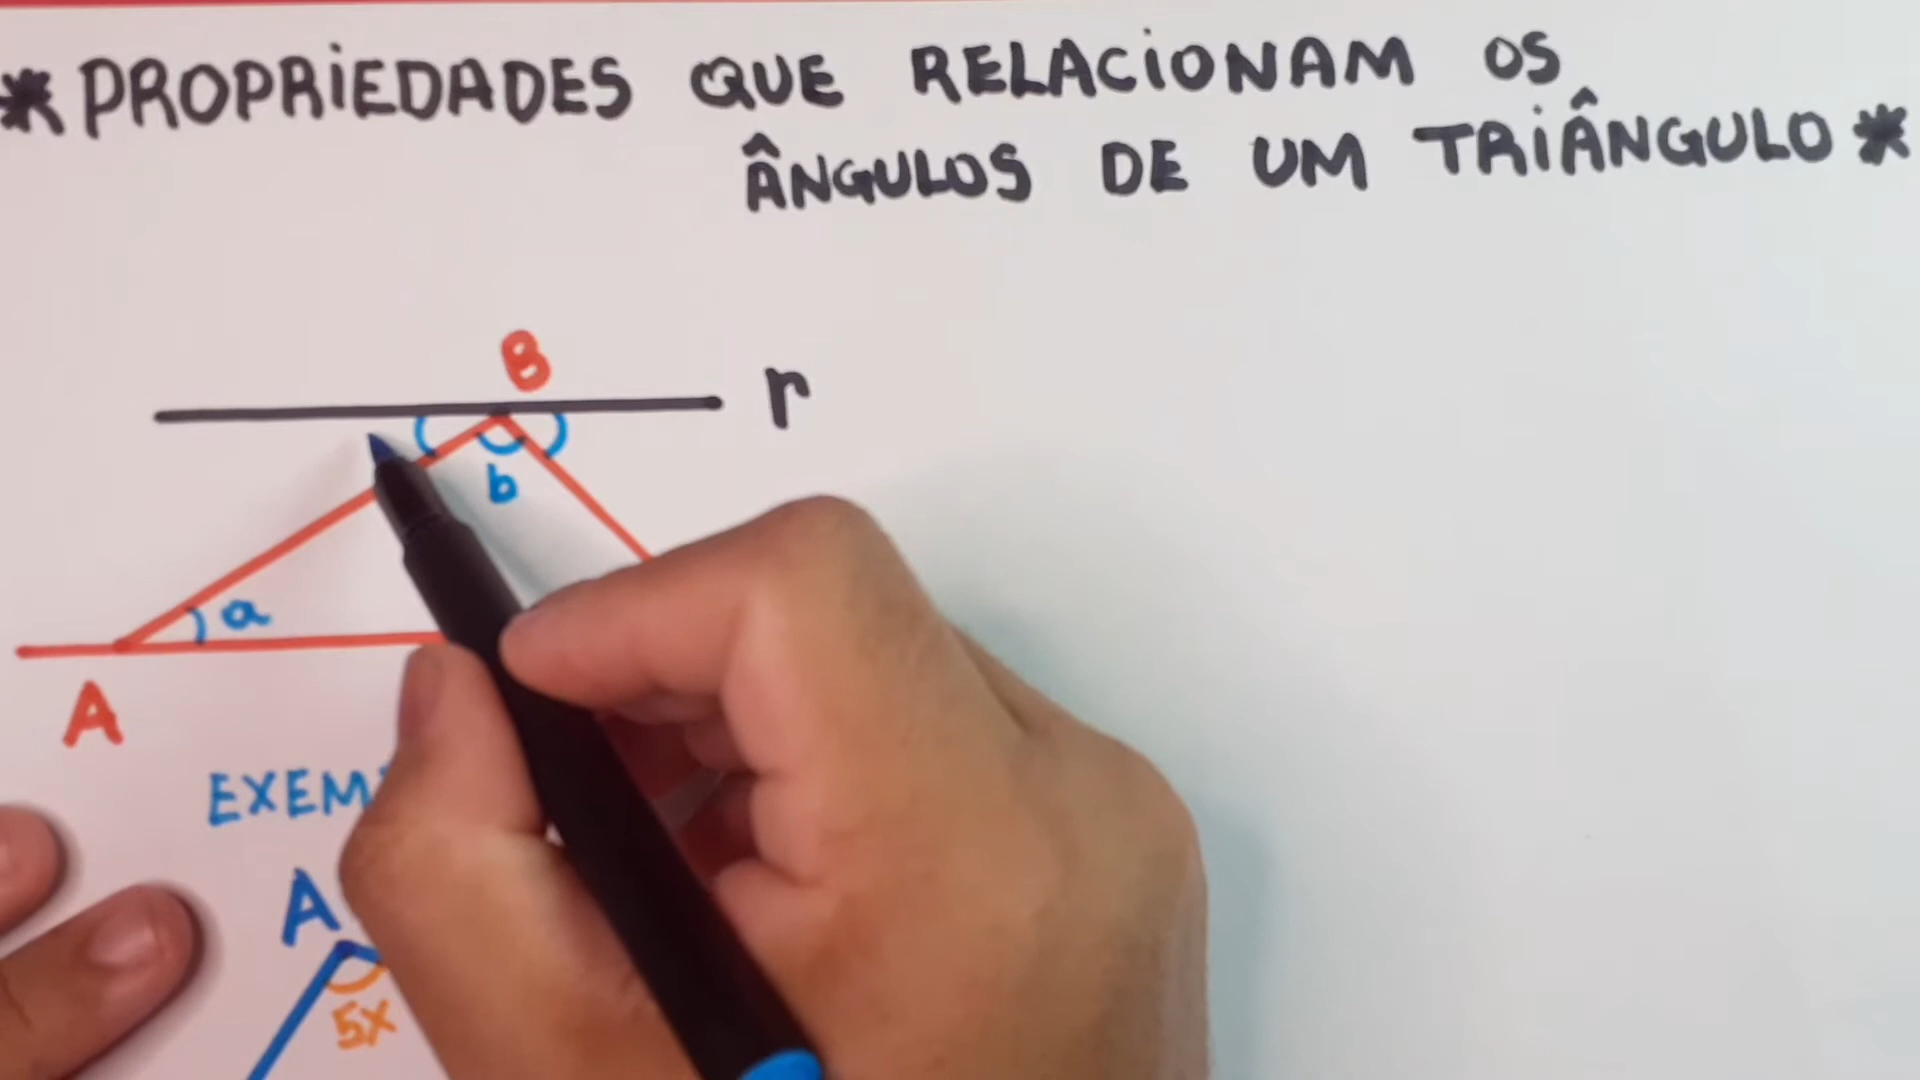 *PROPRIEDADES QUE RELACIONAM OS
ÂNGULOS DE UM TRIÂNGULO*
B
r
b
a
A
A
5x